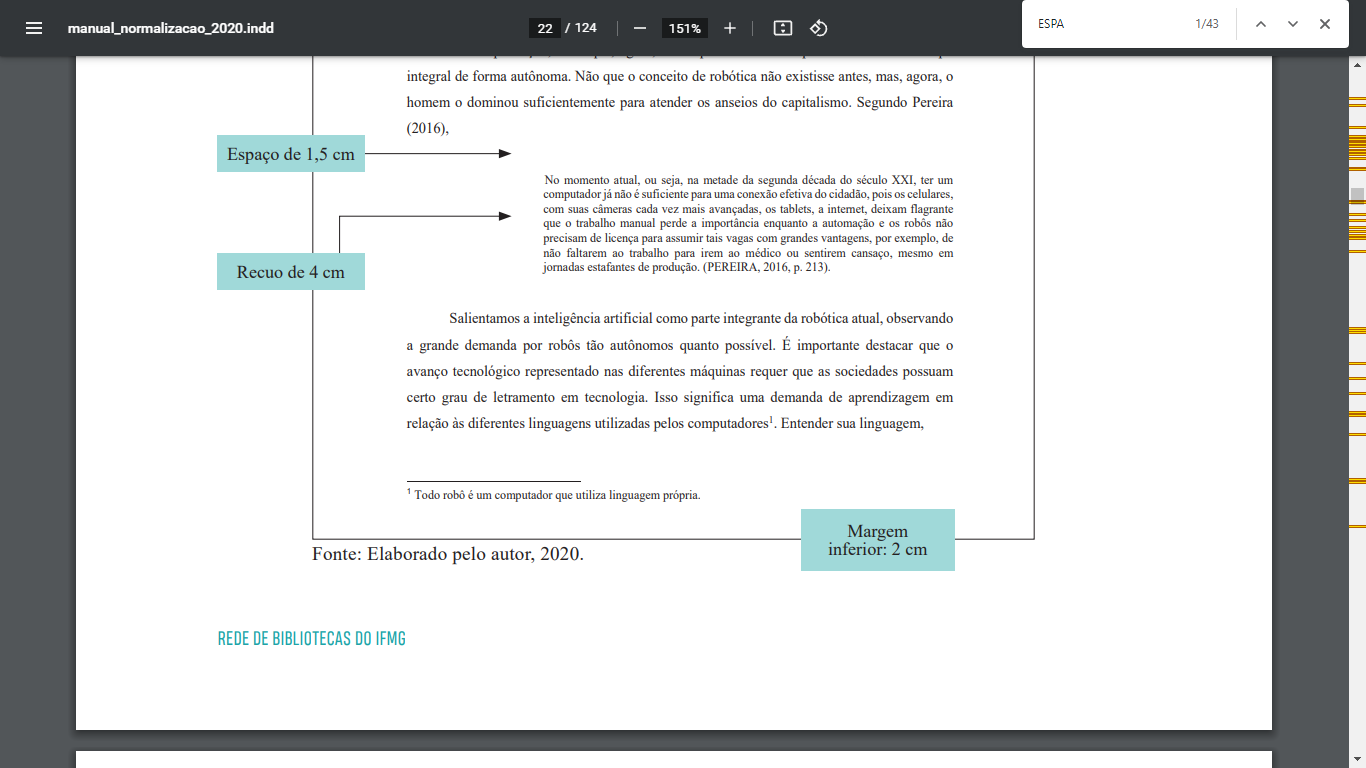 manual_normalizacao_2020.indd
22 / 124
151%
ESPA
1/43
integral de forma autônoma. Não que o conceito de robótica não existisse antes, mas, agora, o
homem o dominou suficientemente para atender os anseios do capitalismo. Segundo Pereira
(2016),
Espaço de 1,5 cm
No momento atual, ou seja, na metade da segunda década do século XXI, ter um
computador já não é suficiente para uma conexão efetiva do cidadão, pois os celulares,
com suas câmeras cada vez mais avançadas, os tablets, a internet, deixam flagrante
que o trabalho manual perde a importância enquanto a automação e os robôs não
precisam de licença para assumir tais vagas com grandes vantagens, por exemplo, de
não faltarem ao trabalho para irem ao médico ou sentirem cansaço, mesmo em
jornadas estafantes de produção. (PEREIRA, 2016, p. 213).
Recuo de 4 cm
Salientamos a inteligência artificial como parte integrante da robótica atual, observando
a grande demanda por robôs tão autônomos quanto possível. É importante destacar que o
avanço tecnológico representado nas diferentes máquinas requer que as sociedades possuam
certo grau de letramento em tecnologia. Isso significa uma demanda de aprendizagem em
relação às diferentes linguagens utilizadas pelos computadores¹. Entender sua linguagem,
¹ Todo robô é um computador que utiliza linguagem própria.
Margem
inferior: 2 cm
Fonte: Elaborado pelo autor, 2020.
REDE DE BIBLIOTECAS DO IFMG